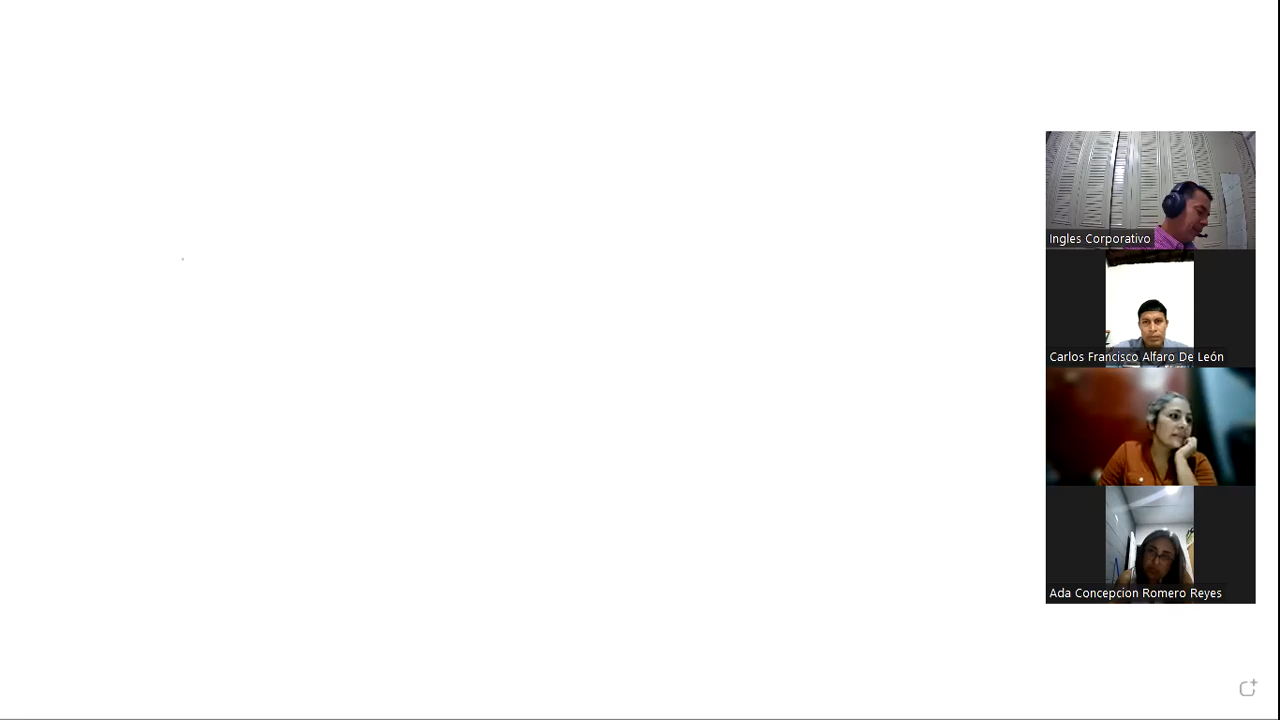 Ingles Corporativo
Carlos Francisco Alfaro De León
Ada Concepcion Romero Reyes